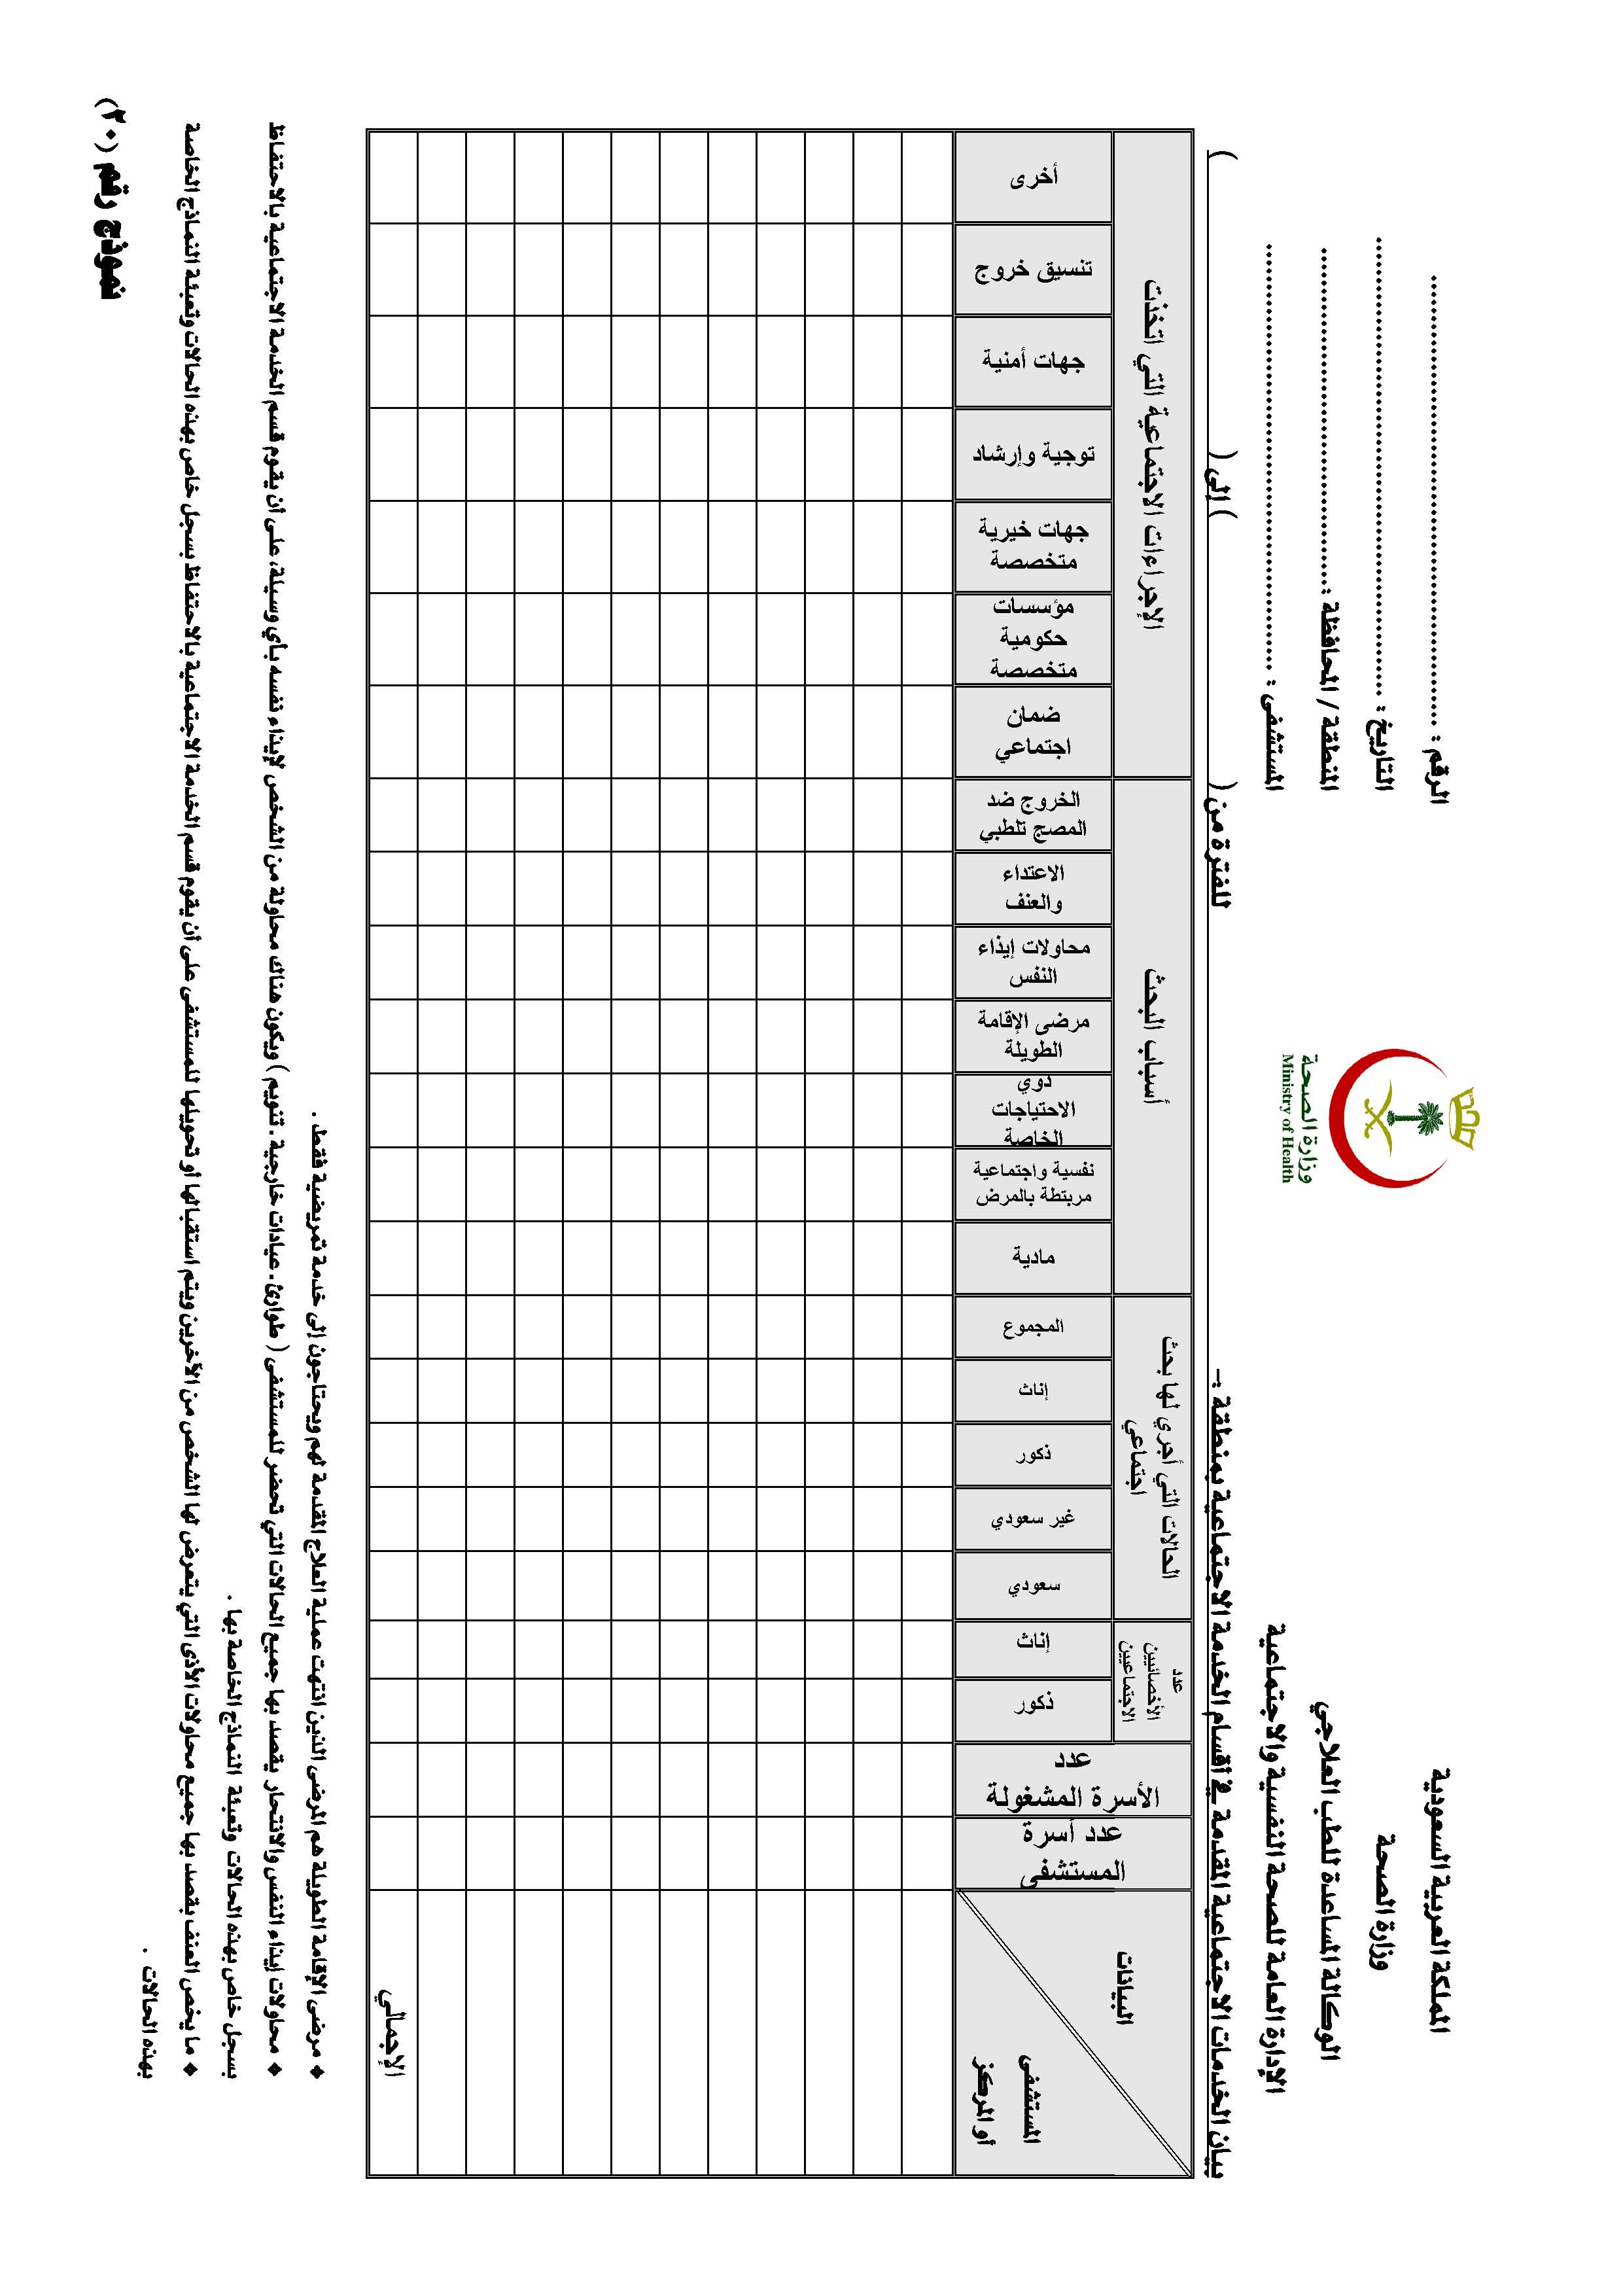 المملكة العربية السعودية
وزارة الصحة
الوكالة المساعدة للطب العلاجي
الإدارة العامة للصحة النفسية والاجتماعية
وزارة الصحة
Ministry of Health
الرقم : ........................................
التاريخ : ........................................
المنطقة / المحافظة : ........................................
المستشفى : ........................................
بيان الخدمات الاجتماعية المقدمة في أقسام الخدمة الاجتماعية بمنطقة :- للفترة من ( ) إلى ( )
البيانات
المستشفى
أو المركز
عدد أسرة
المستشفى
عدد
الأسرة المشغولة
عدد
الأخصائيين
الاجتماعيين
ذكور
إناث
الحالات التي أجري لها بحث
اجتماعي
سعودي
غير سعودي
ذكور
إناث
المجموع
أسباب البحث
مادية
نفسية واجتماعية
مربتطة بالمرض
ذوي
الاحتياجات
الخاصة
مرضى الإقامة
الطويلة
محاولات إيذاء
النفس
الاعتداء
والعنف
الخروج ضد
المصج تلطبي
الإجراءات الاجتماعية التي اتخذت
ضمان
اجتماعي
مؤسسات
حكومية
متخصصة
جهات خيرية
متخصصة
توجية وإرشاد
جهات أمنية
تنسيق خروج
أخرى
الإجمالي
♦ مرضى الإقامة الطويلة هم المرضى الذين انتهت عملية العلاج المقدمة لهم ويحتاجون إلى خدمة تمريضية فقط .
♦ محاولات إيذاء النفس والانتحار يقصد بها جميع الحالات التي تحضر للمستشفى ( طوارئ . عيادات خارجية . تنويم ) ويكون هناك محاولة من الشخص لإيذاء نفسه بأي وسيلة، على أن يقوم قسم الخدمة الاجتماعية بالاحتفاظ
بسجل خاص بهذه الحالات وتعبئة النماذج الخاصة بها .
♦ ما يخص العنف يقصد بها جميع محاولات الأذى التي يتعرض لها الشخص من الآخرين ويتم استقبالها أو تحويلها للمستشفى على أن يقوم قسم الخدمة الاجتماعية بالاحتفاظ بسجل خاص بهذه الحالات وتعبئة النماذج الخاصة
بهذه الحالات .
نموذج رقم (٢٠)